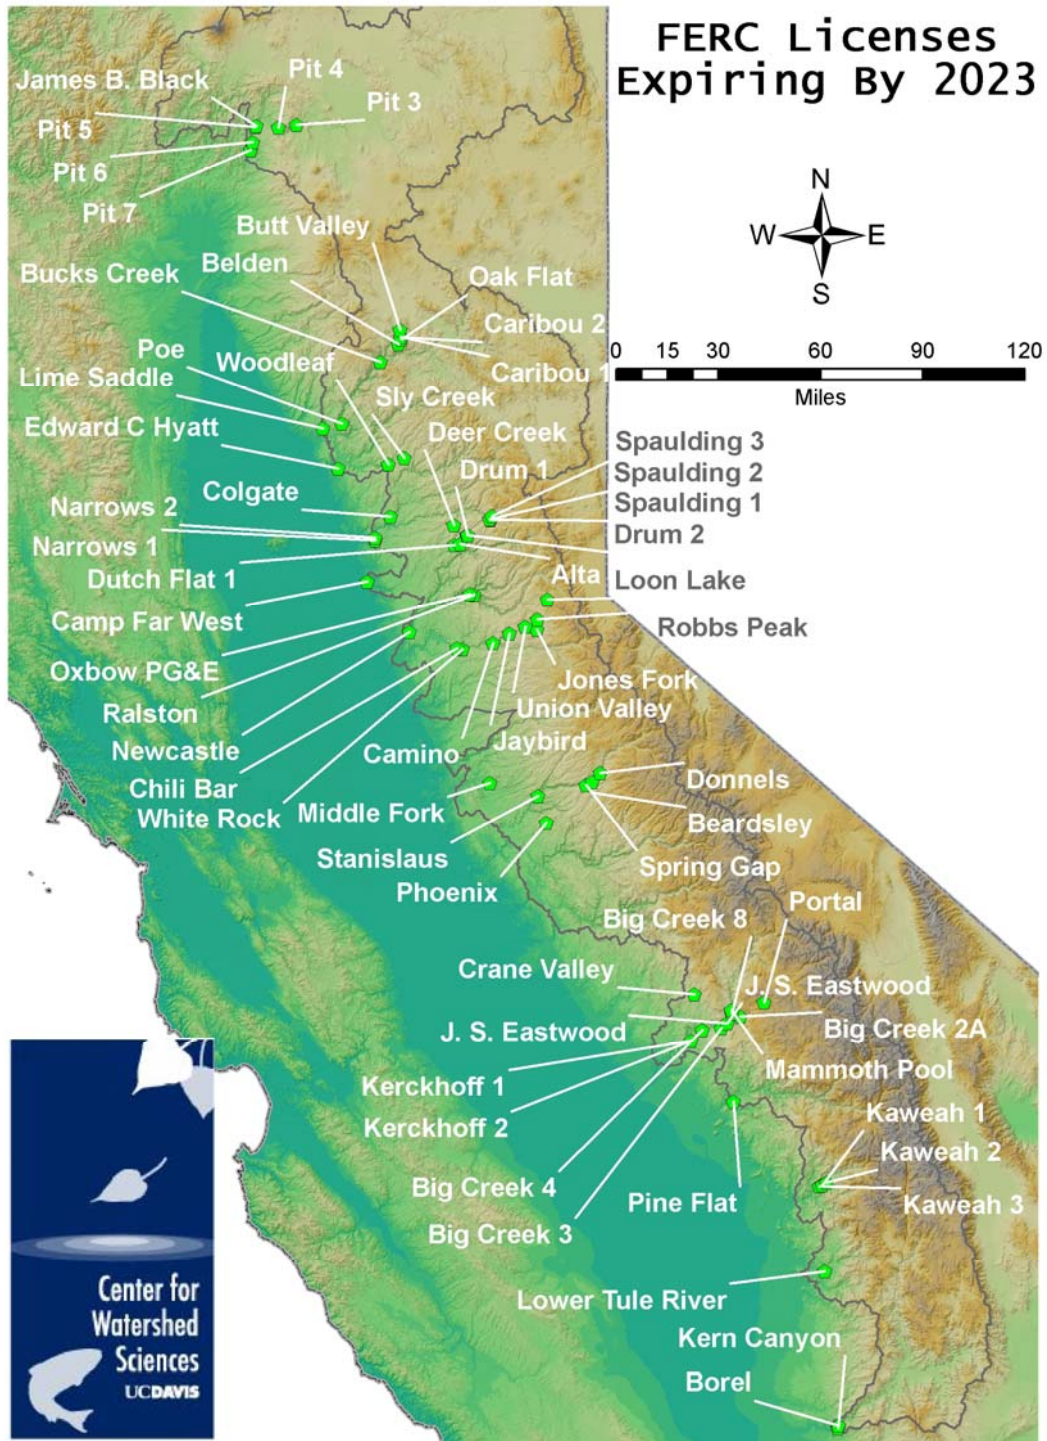 FERC Licenses
Expiring By 2023
N
W E
S
0 15 30 60 90 120
Miles
James B. Black
Pit 4
Pit 3
Pit 5
Pit 6
Pit 7
Butt Valley
Belden
Bucks Creek
Oak Flat
Caribou 2
Caribou 1
Poe
Woodleaf
Lime Saddle
Sly Creek
Edward C Hyatt
Deer Creek
Drum 1
Spaulding 3
Spaulding 2
Spaulding 1
Drum 2
Colgate
Narrows 2
Narrows 1
Dutch Flat 1
Alta
Loon Lake
Camp Far West
Robbs Peak
Oxbow PG&E
Jones Fork
Ralston
Union Valley
Newcastle
Camino
Jaybird
Chili Bar
White Rock
Middle Fork
Donnels
Beardsley
Stanislaus
Spring Gap
Phoenix
Portal
Big Creek 8
Crane Valley
J. S. Eastwood
J. S. Eastwood
Big Creek 2A
Mammoth Pool
Kerckhoff 1
Kerckhoff 2
Kaweah 1
Kaweah 2
Kaweah 3
Big Creek 4
Pine Flat
Big Creek 3
Lower Tule River
Kern Canyon
Borel
Center for
Watershed
Sciences
UCDAVIS